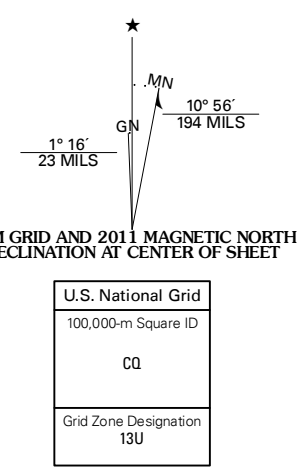 ★
MN
GN
10° 56´
194 MILS
1° 16´
23 MILS
M GRID AND 2011 MAGNETIC NORTH
ECLINATION AT CENTER OF SHEET
U.S. National Grid
100,000-m Square ID
CQ
Grid Zone Designation
13U